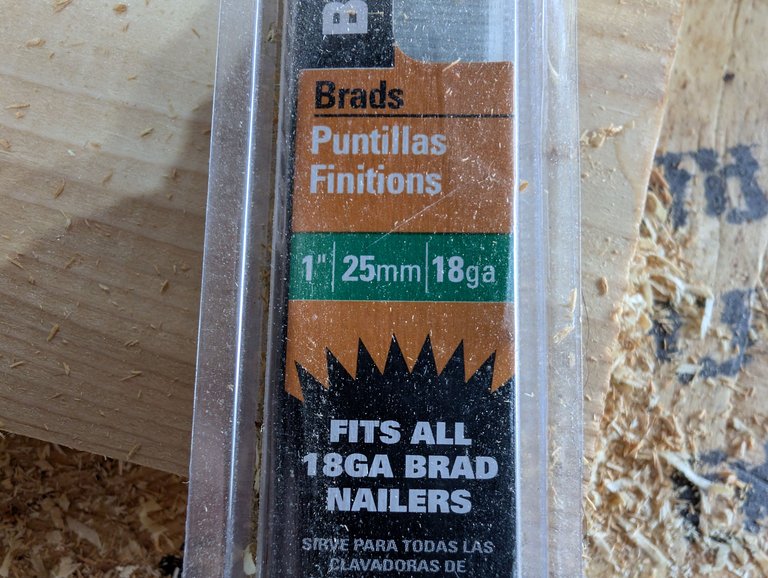 B
Brads
Puntillas
Finitions
1" 25mm 18ga
FITS ALL
18GA BRAD
NAILERS
SIRVE PARA TODAS LAS
CLAVADORAS DE